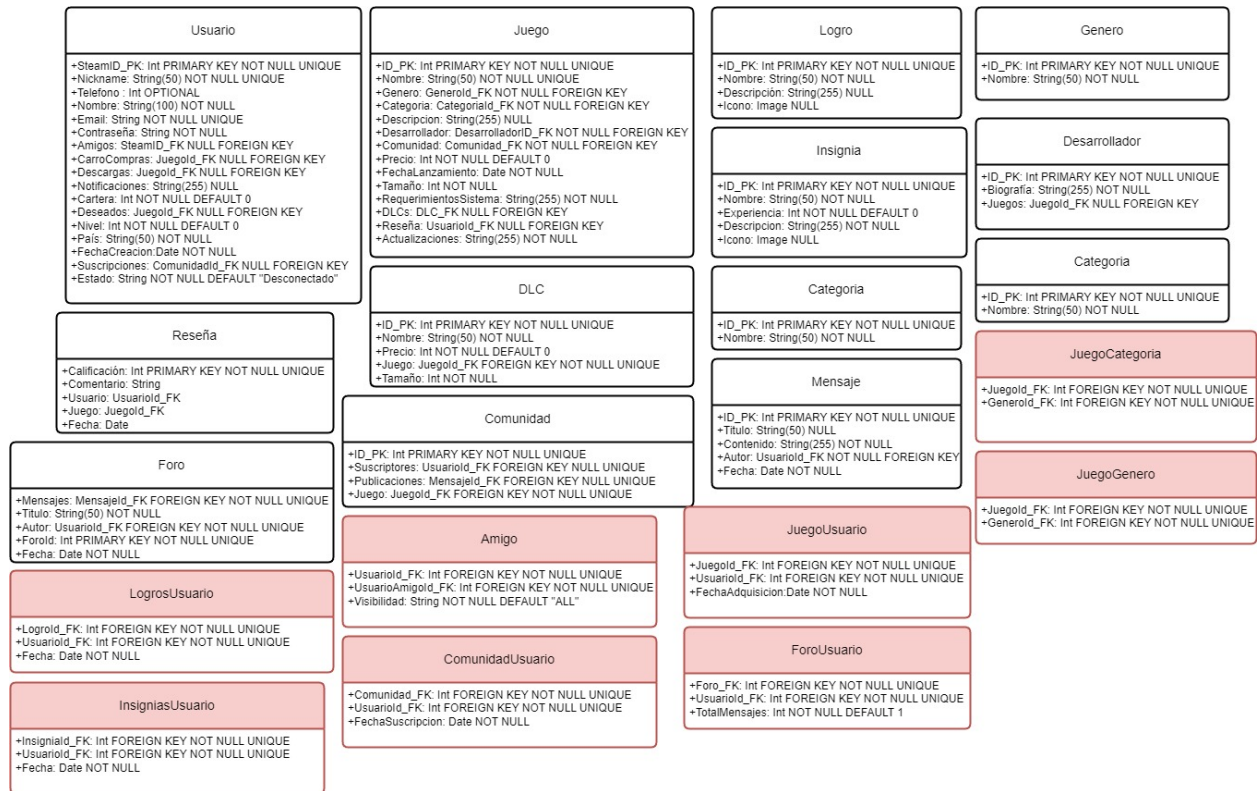 Usuario
+SteamID_PK: Int PRIMARY KEY NOT NULL UNIQUE
+Nickname: String(50) NOT NULL UNIQUE
+Telefono : Int OPTIONAL
+Nombre: String(100) NOT NULL
+Email: String NOT NULL UNIQUE
+Contraseña: String NOT NULL
+Amigos: SteamID_FK NULL FOREIGN KEY
+CarroCompras: JuegoId_FK NULL FOREIGN KEY
+Descargas: JuegoId_FK NULL FOREIGN KEY
+Notificaciones: String(255) NULL
+Cartera: Int NOT NULL DEFAULT 0
+Deseados: JuegoId_FK NULL FOREIGN KEY
+Nivel: Int NOT NULL DEFAULT 0
+País: String(50) NOT NULL
+FechaCreacion:Date NOT NULL
+Suscripciones: ComunidadId_FK NULL FOREIGN KEY
+Estado: String NOT NULL DEFAULT "Desconectado"
Juego
+ID_PK: Int PRIMARY KEY NOT NULL UNIQUE
+Nombre: String(50) NOT NULL UNIQUE
+Genero: GeneroId_FK NOT NULL FOREIGN KEY
+Categoria: CategoriaId_FK NOT NULL FOREIGN KEY
+Descripcion: String(255) NULL
+Desarrollador: DesarrolladorID_FK NOT NULL FOREIGN KEY
+Comunidad: Comunidad_FK NOT NULL FOREIGN KEY
+Precio: Int NOT NULL DEFAULT 0
+FechaLanzamiento: Date NOT NULL
+Tamaño: Int NOT NULL
+RequerimientosSistema: String(255) NOT NULL
+DLCs: DLC_FK NULL FOREIGN KEY
+Reseña: UsuarioId_FK NULL FOREIGN KEY
+Actualizaciones: String(255) NOT NULL
Logro
+ID_PK: Int PRIMARY KEY NOT NULL UNIQUE
+Nombre: String(50) NOT NULL
+Descripción: String(255) NULL
+Icono: Image NULL
Genero
+ID_PK: Int PRIMARY KEY NOT NULL UNIQUE
+Nombre: String(50) NOT NULL
Insignia
+ID_PK: Int PRIMARY KEY NOT NULL UNIQUE
+Nombre: String(50) NOT NULL
+Experiencia: Int NOT NULL DEFAULT 0
+Descripcion: String(255) NOT NULL
+Icono: Image NULL
Desarrollador
+ID_PK: Int PRIMARY KEY NOT NULL UNIQUE
+Biografía: String(255) NOT NULL
+Juegos: JuegoId_FK NULL FOREIGN KEY
Categoria
+ID_PK: Int PRIMARY KEY NOT NULL UNIQUE
+Nombre: String(50) NOT NULL
DLC
+ID_PK: Int PRIMARY KEY NOT NULL UNIQUE
+Nombre: String(50) NOT NULL
+Precio: Int NOT NULL DEFAULT 0
+Juego: JuegoId_FK FOREIGN KEY NOT NULL UNIQUE
+Tamaño: Int NOT NULL
Categoria
+ID_PK: Int PRIMARY KEY NOT NULL UNIQUE
+Nombre: String(50) NOT NULL
Reseña
+Calificación: Int PRIMARY KEY NOT NULL UNIQUE
+Comentario: String
+Usuario: UsuarioId_FK
+Juego: JuegoId_FK
+Fecha: Date
JuegoCategoria
+JuegoId_FK: Int FOREIGN KEY NOT NULL UNIQUE
+GeneroId_FK: Int FOREIGN KEY NOT NULL UNIQUE
Mensaje
+ID_PK: Int PRIMARY KEY NOT NULL UNIQUE
+Titulo: String(50) NULL
+Contenido: String(255) NOT NULL
+Autor: UsuarioId_FK NOT NULL FOREIGN KEY
+Fecha: Date NOT NULL
Comunidad
+ID_PK: Int PRIMARY KEY NOT NULL UNIQUE
+Suscriptores: UsuarioId_FK FOREIGN KEY NULL UNIQUE
+Publicaciones: MensajeId_FK FOREIGN KEY NULL UNIQUE
+Juego: JuegoId_FK FOREIGN KEY NOT NULL UNIQUE
Foro
+Mensajes: MensajeId_FK FOREIGN KEY NOT NULL UNIQUE
+Titulo: String(50) NOT NULL
+Autor: UsuarioId_FK FOREIGN KEY NOT NULL UNIQUE
+ForoId: Int PRIMARY KEY NOT NULL UNIQUE
+Fecha: Date NOT NULL
JuegoGenero
+JuegoId_FK: Int FOREIGN KEY NOT NULL UNIQUE
+GeneroId_FK: Int FOREIGN KEY NOT NULL UNIQUE
Amigo
+UsuarioId_FK: Int FOREIGN KEY NOT NULL UNIQUE
+UsuarioAmigoId_FK: Int FOREIGN KEY NOT NULL UNIQUE
+Visibilidad: String NOT NULL DEFAULT "ALL"
JuegoUsuario
+JuegoId_FK: Int FOREIGN KEY NOT NULL UNIQUE
+UsuarioId_FK: Int FOREIGN KEY NOT NULL UNIQUE
+FechaAdquisicion:Date NOT NULL
LogrosUsuario
+LogroId_FK: Int FOREIGN KEY NOT NULL UNIQUE
+UsuarioId_FK: Int FOREIGN KEY NOT NULL UNIQUE
+Fecha: Date NOT NULL
ComunidadUsuario
+Comunidad_FK: Int FOREIGN KEY NOT NULL UNIQUE
+UsuarioId_FK: Int FOREIGN KEY NOT NULL UNIQUE
+FechaSuscripcion: Date NOT NULL
ForoUsuario
+Foro_FK: Int FOREIGN KEY NOT NULL UNIQUE
+UsuarioId_FK: Int FOREIGN KEY NOT NULL UNIQUE
+TotalMensajes: Int NOT NULL DEFAULT 1
InsigniasUsuario
+InsigniaId_FK: Int FOREIGN KEY NOT NULL UNIQUE
+UsuarioId_FK: Int FOREIGN KEY NOT NULL UNIQUE
+Fecha: Date NOT NULL